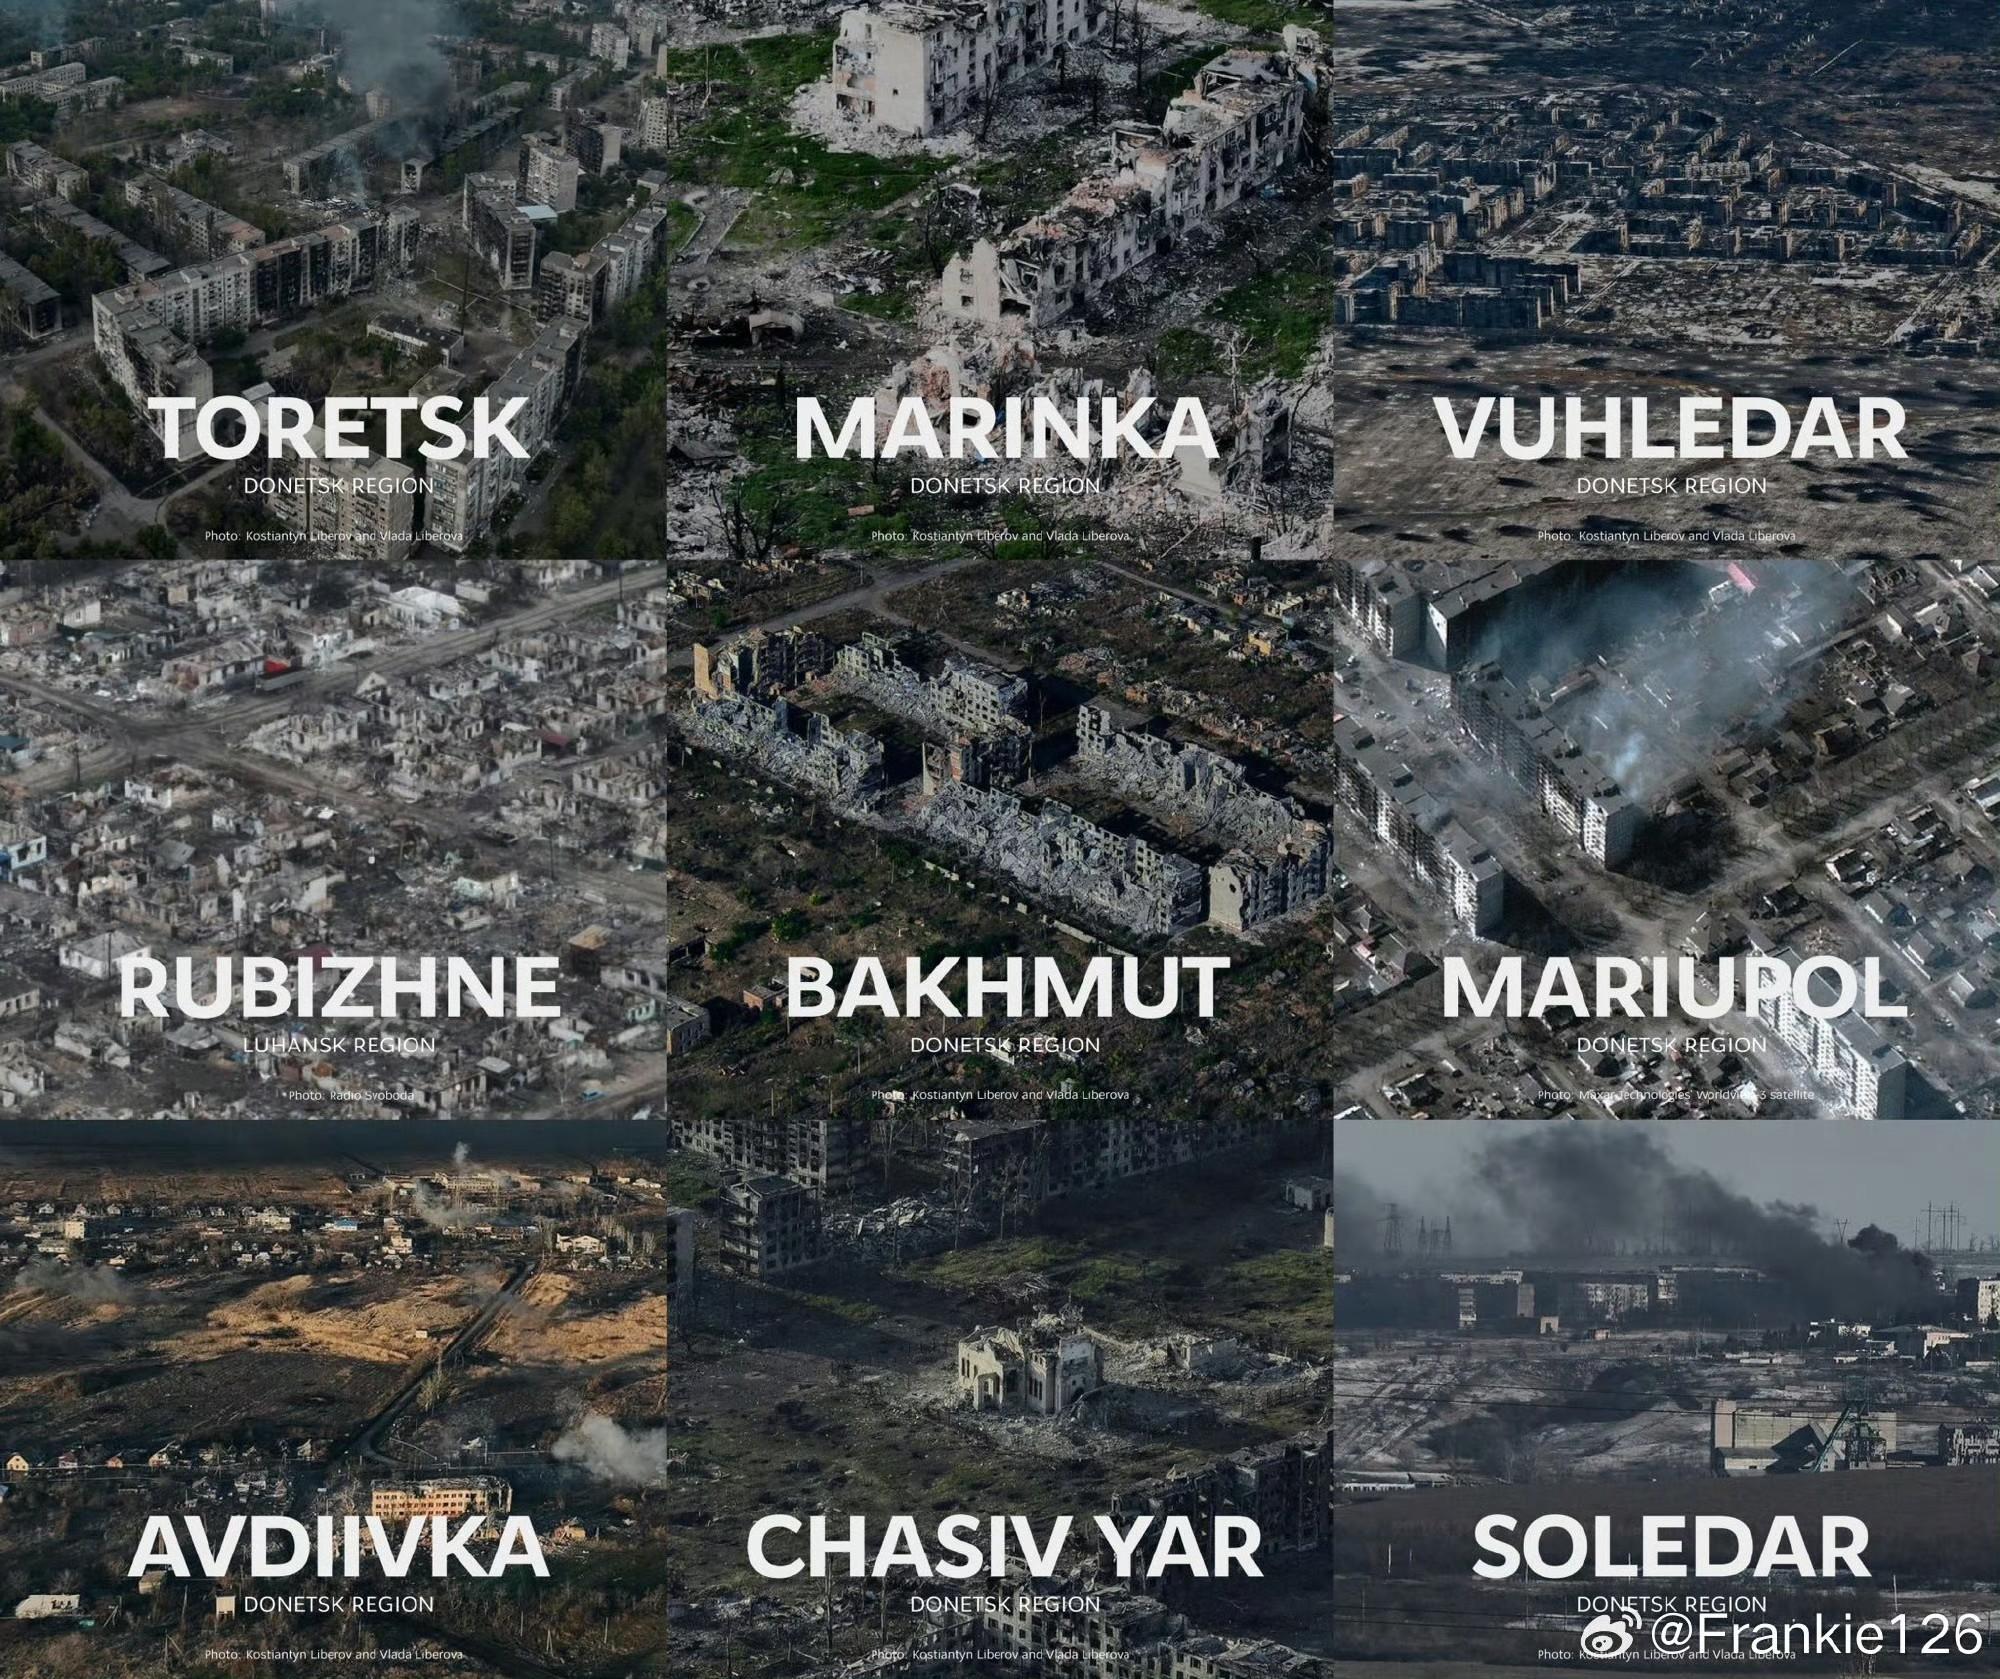 TORETSK
DONETSK REGION
Photo: Kostiantyn Liberov and Vlada Liberova
MARINKA
DONETSK REGION
Photo: Kostiantyn Liberov and Vlada Liberova
VUHLEDAR
DONETSK REGION
Photo: Kostiantyn Liberov and Vlada Liberova
RUBIZHNE
LUHANSK REGION
Photo: Radio Svoboda
BAKHMUT
DONETSK REGION
Photo: Kostiantyn Liberov and Vlada Liberova
MARIUPOL
DONETSK REGION
Photo: Maxar Technologies' Worldview-3 satellite
AVDIIVKA
DONETSK REGION
Photo: Kostiantyn Liberov and Vlada Liberova
CHASIV YAR
DONETSK REGION
Photo: Kostiantyn Liberov and Vlada Liberova
SOLEDAR
DONETSK REGION
Photo: Kostiantyn Liberov and Vlada Liberova
@Frankie126